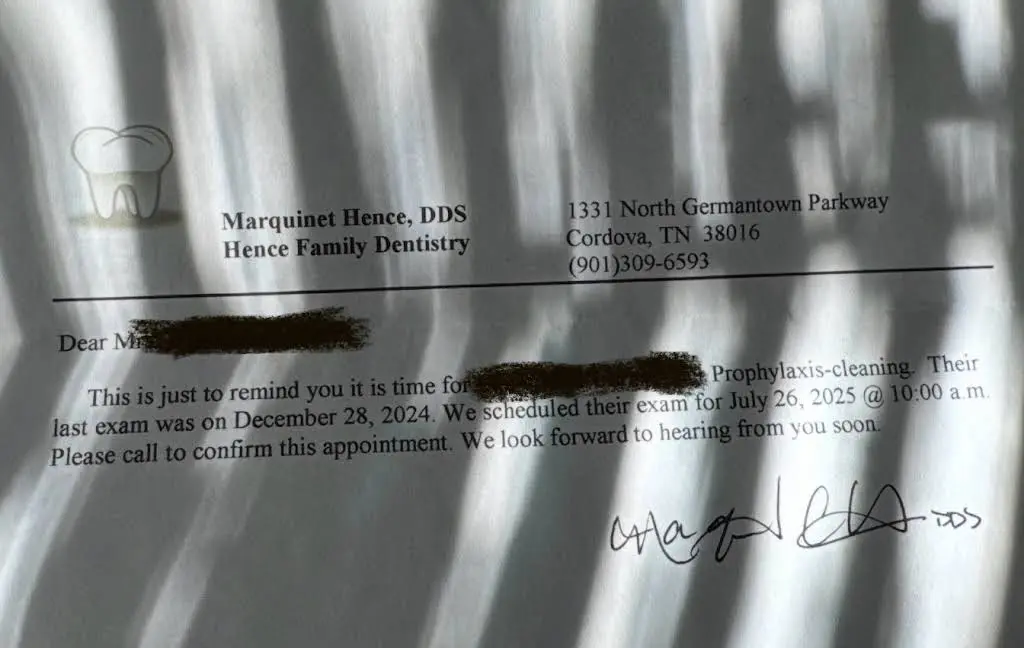 Marquinet Hence, DDS
Hence Family Dentistry
1331 North Germantown Parkway
Cordova, TN 38016
(901)309-6593
Dear
This is just to remind you it is time for Prophylaxis-cleaning. Their
last exam was on December 28, 2024. We scheduled their exam for July 26, 2025 @ 10:00 a.m.
Please call to confirm this appointment. We look forward to hearing from you soon.
DDS